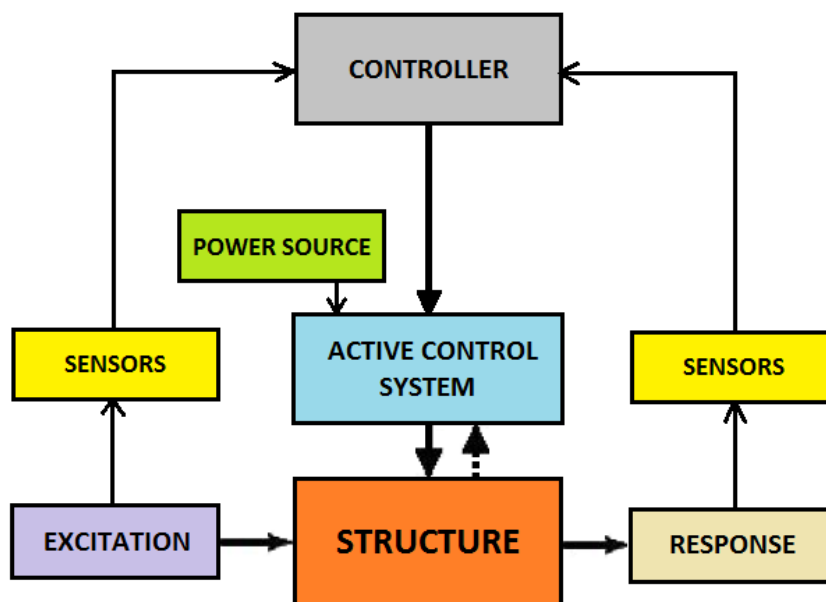 CONTROLLER
POWER SOURCE
SENSORS
ACTIVE CONTROL
SYSTEM
SENSORS
EXCITATION
STRUCTURE
RESPONSE